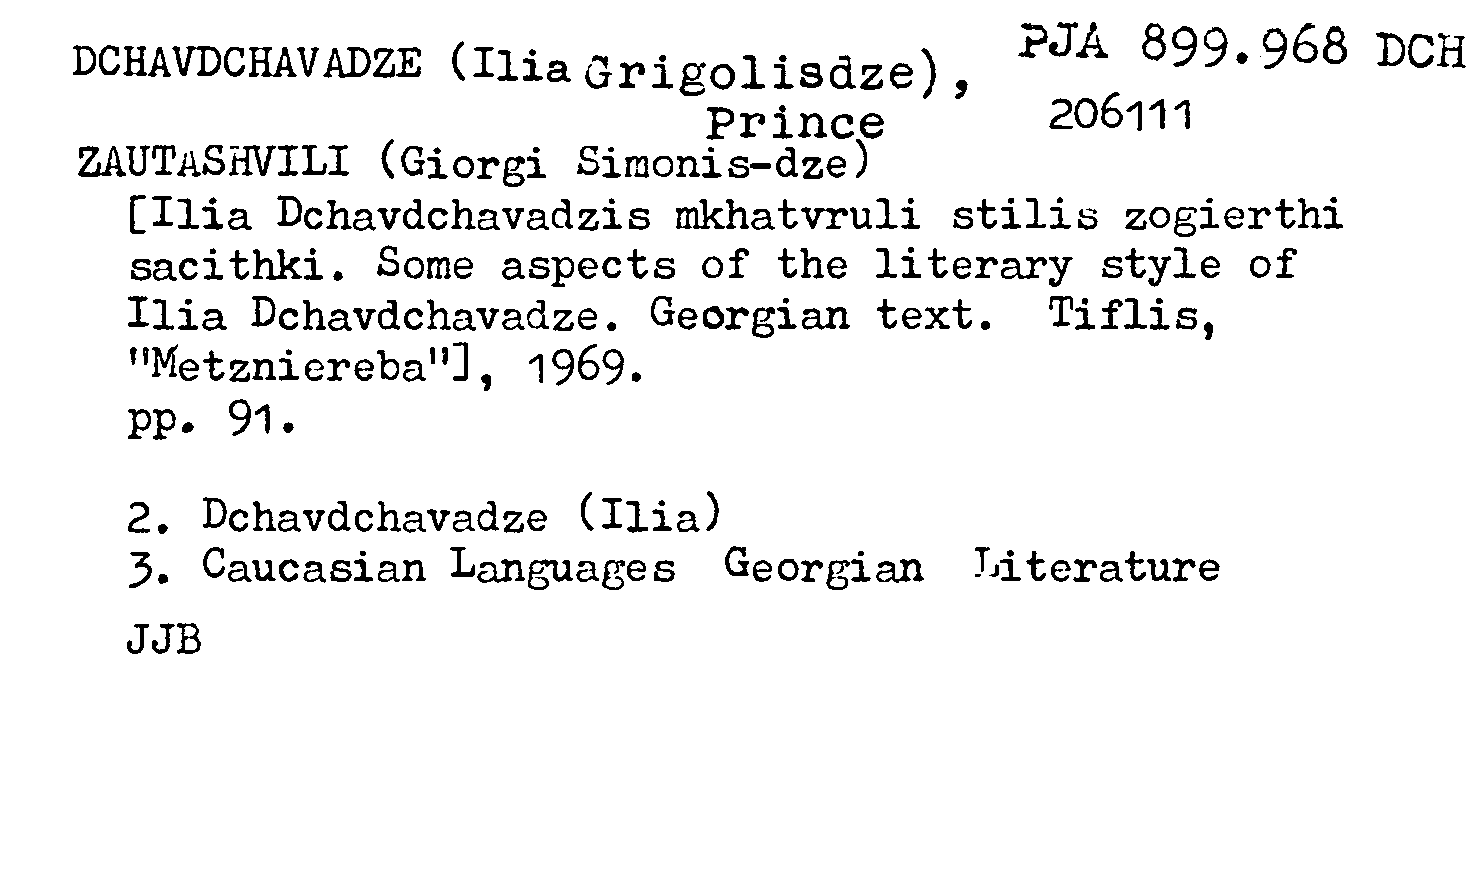 DCHAVDCHAVADZE (Ilia Grigolisdze), PJA 899.968 DCH
Prince 206111
ZAUTASHVILI (Giorgi Simonis-dze)
[Ilia Dchavdchavadzis mkhatvruli stilis zogierthi
sacithki. Some aspects of the literary style of
Ilia Dchavdchavadze. Georgian text. Tiflis,
"Metzniereba"], 1969.
pp. 91.
2. Dchavdchavadze (Ilia)
3. Caucasian Languages Georgian Literature
JJB